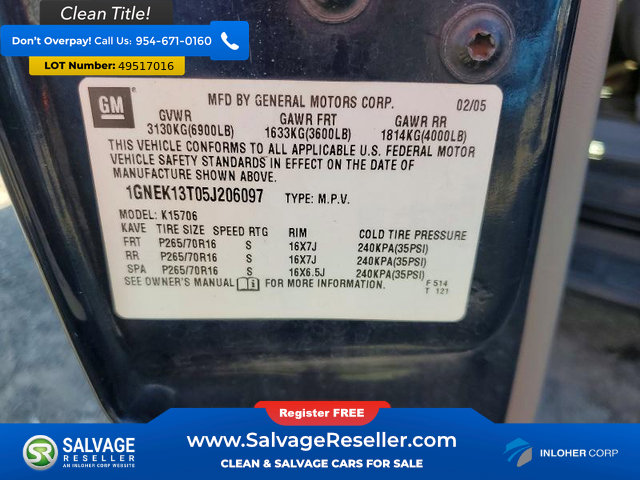 Clean Title!
Don't Overpay! Call Us: 954-671-0160
LOT Number: 49517016
GM
MFD BY GENERAL MOTORS CORP. 02/05
GVWR GAWR FRT GAWR RR
3130KG(6900LB) 1633KG(3600LB) 1814KG(4000LB)
THIS VEHICLE CONFORMS TO ALL APPLICABLE U.S. FEDERAL MOTOR
VEHICLE SAFETY STANDARDS IN EFFECT ON THE DATE OF
MANUFACTURE SHOWN ABOVE.
1GNEK13T05J206097 TYPE: M.P.V.
MODEL: K15706
KAVE TIRE SIZE SPEED RTG RIM COLD TIRE PRESSURE
FRT P265/70R16 S 16X7J 240KPA(35PSI)
RR P265/70R16 S 16X7J 240KPA(35PSI)
SPA P265/70R16 S 16X6.5J 240KPA(35PSI)
SEE OWNER'S MANUAL FOR MORE INFORMATION.
F 514
T 121
Register FREE
SR SALVAGE RESELLER
AN INLOHER CORP WEBSITE
www.SalvageReseller.com
CLEAN & SALVAGE CARS FOR SALE
INLOHER CORP